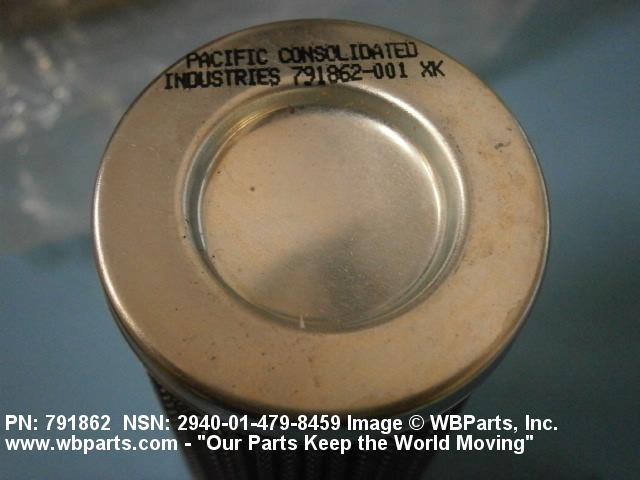 PACIFIC CONSOLIDATED
INDUSTRIES 791862-001 XK
PN: 791862 NSN: 2940-01-479-8459 Image © WBParts, Inc.
www.wbparts.com - "Our Parts Keep the World Moving"